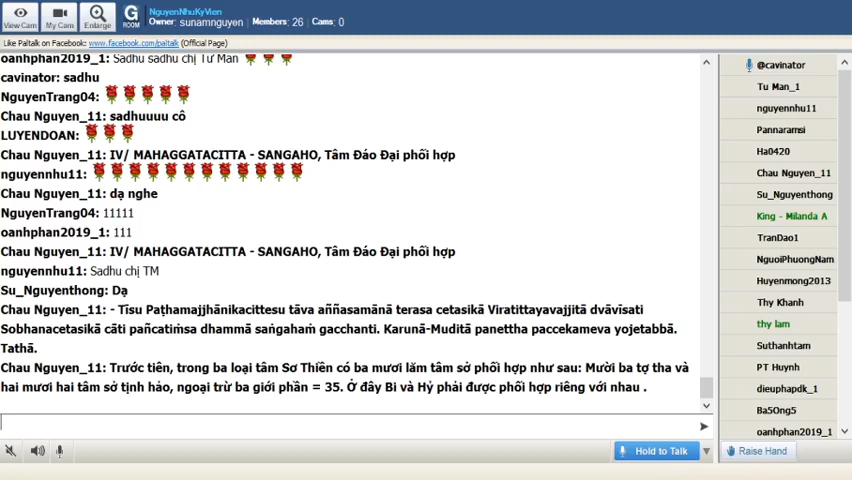 View Cam
My Cam
Enlarge
G
ROOM
NguyenNhuKyVien
Owner: sunamnguyen Members: 26 Cams: 0
Like Paltalk on Facebook: www.facebook.com/paltalk (Official Page)
oanhphan2019_1: Sadhu sadhu chị Tư Man
cavinator: sadhu
NguyenTrang04:
Chau Nguyen_11: sadhuuuu cô
LUYENDOAN:
Chau Nguyen_11: IV/ MAHAGGATACITTA - SANGAHO, Tâm Đáo Đại phối hợp
nguyennhu11:
Chau Nguyen_11: dạ nghe
NguyenTrang04: 11111
oanhphan2019_1: 111
Chau Nguyen_11: IV/ MAHAGGATACITTA - SANGAHO, Tâm Đáo Đại phối hợp
nguyennhu11: Sadhu chị TM
Su_Nguyenthong: Dạ
Chau Nguyen_11: - Tīsu Paṭhamajjhānikacittesu tāva aññasamānā terasa cetasikā Viratittayavajjitā dvāvīsati
Sobhanacetasikā cāti pañcatiṁsa dhammā saṅgahaṁ gacchanti. Karunā-Muditā panettha paccekameva yojetabbā.
Tathā.
Chau Nguyen_11: Trước tiên, trong ba loại tâm Sơ Thiền có ba mươi lăm tâm sở phối hợp như sau: Mười ba tợ tha và
hai mươi hai tâm sở tịnh hảo, ngoại trừ ba giới phần = 35. Ở đây Bi và Hỷ phải được phối hợp riêng với nhau .
@cavinator
Tu Man_1
nguyennhu11
Pannaramsi
Ha0420
Chau Nguyen_11
Su_Nguyenthong
King - Milanda A
TranDao1
NguoiPhuongNam
Huyenmong2013
Thy Khanh
thy lam
Suthanhtam
PT Huynh
dieuphapdk_1
Ba5Ong5
oanhphan2019_1
Hold to Talk
Raise Hand